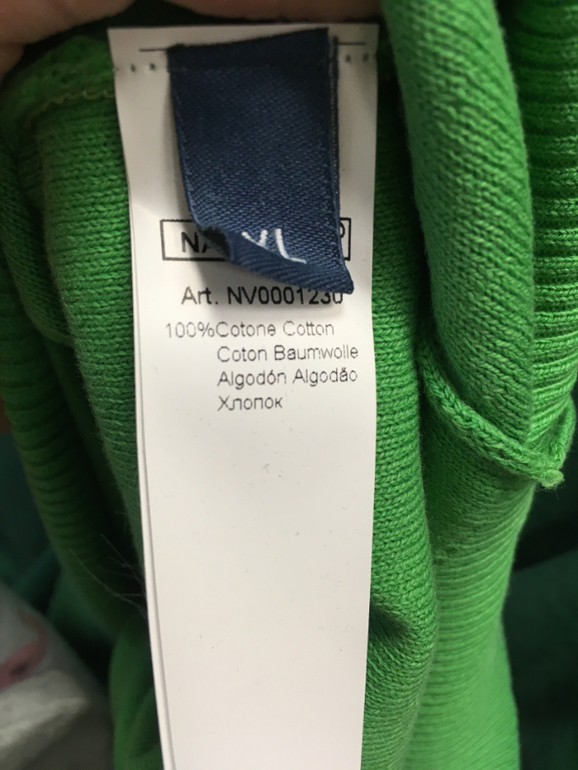 XL
Art. NV0001230
100%Cotone Cotton
Coton Baumwolle
Algodón Algodão
Хлопок